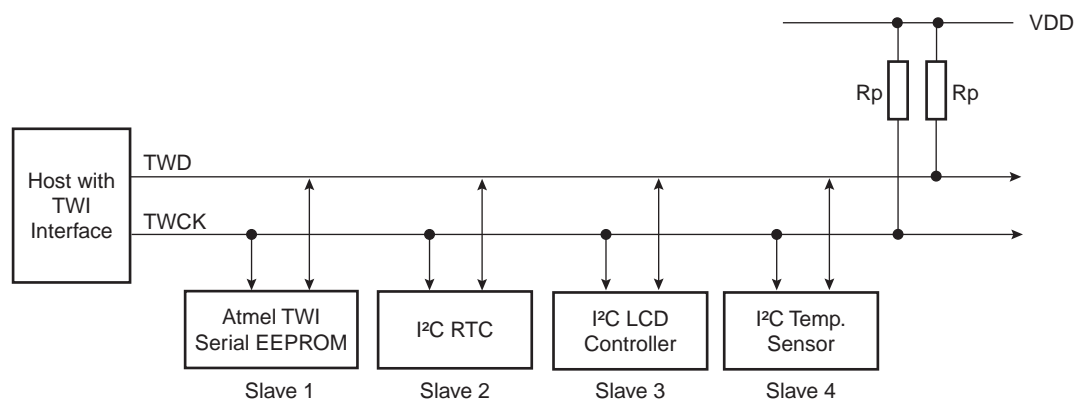 VDD
Rp
Rp
Host with
TWI
Interface
TWD
TWCK
Atmel TWI
Serial EEPROM
I²C RTC
I²C LCD
Controller
I²C Temp.
Sensor
Slave 1
Slave 2
Slave 3
Slave 4